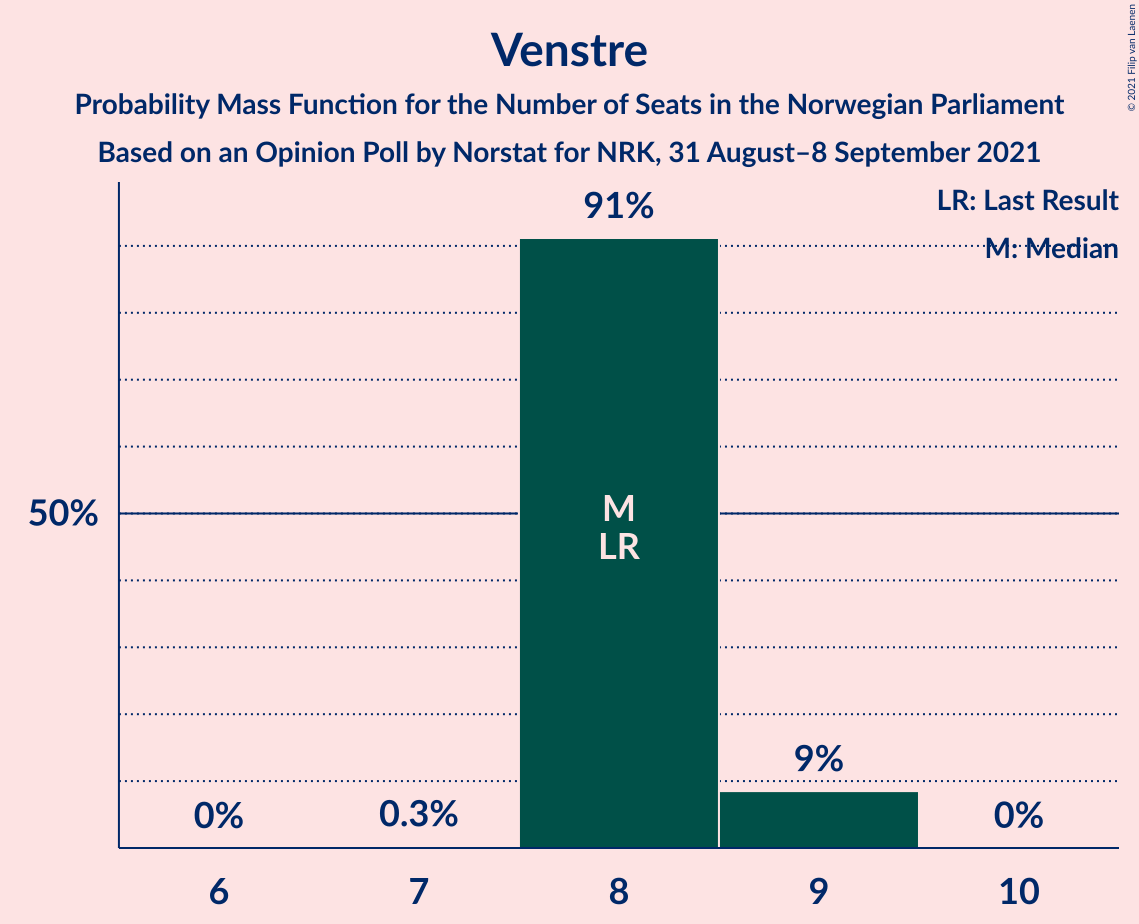 Venstre
Probability Mass Function for the Number of Seats in the Norwegian Parliament
Based on an Opinion Poll by Norstat for NRK, 31 August–8 September 2021
© 2021 Filip van Laenen
LR: Last Result
M: Median
91%
50%
M
LR
9%
0%
0.3%
0%
6
7
8
9
10